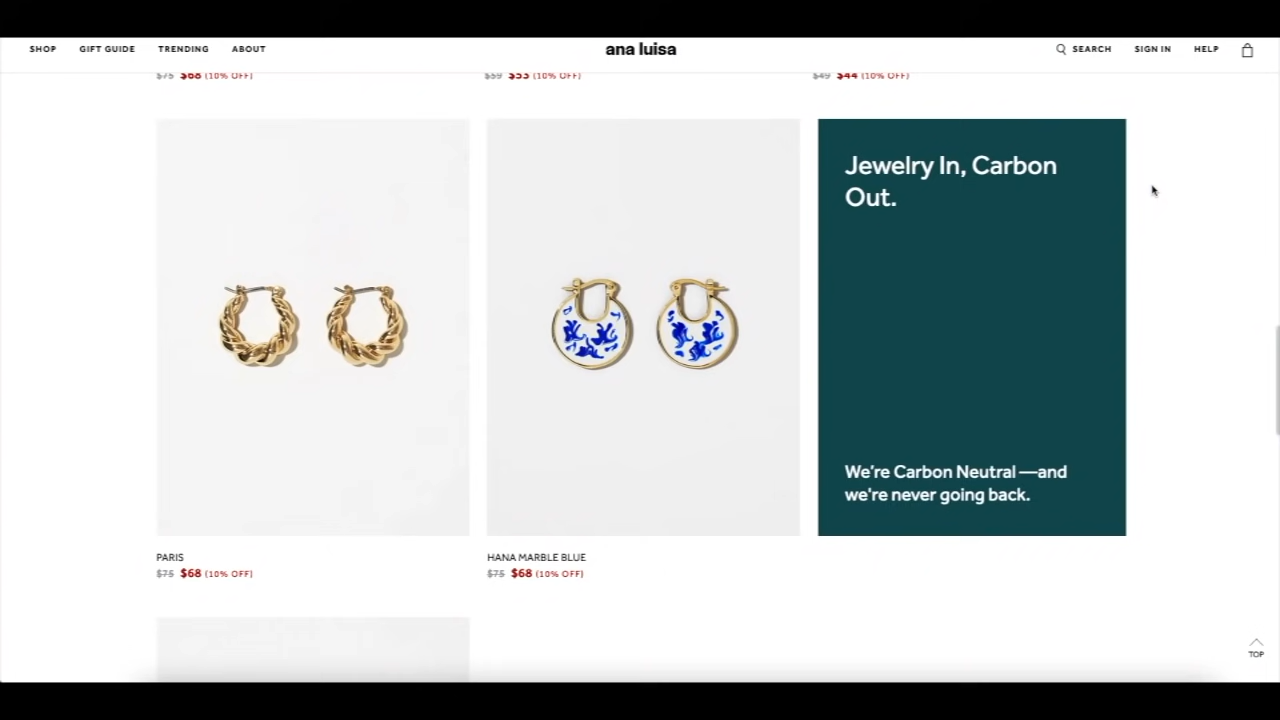 SHOP GIFT GUIDE TRENDING ABOUT
ana luisa
SEARCH SIGN IN HELP
$75 $68 (10% OFF)
$59 $53 (10% OFF)
$49 $44 (10% OFF)
Jewelry In, Carbon
Out.
We're Carbon Neutral —and
we're never going back.
PARIS
$75 $68 (10% OFF)
HANA MARBLE BLUE
$75 $68 (10% OFF)
TOP